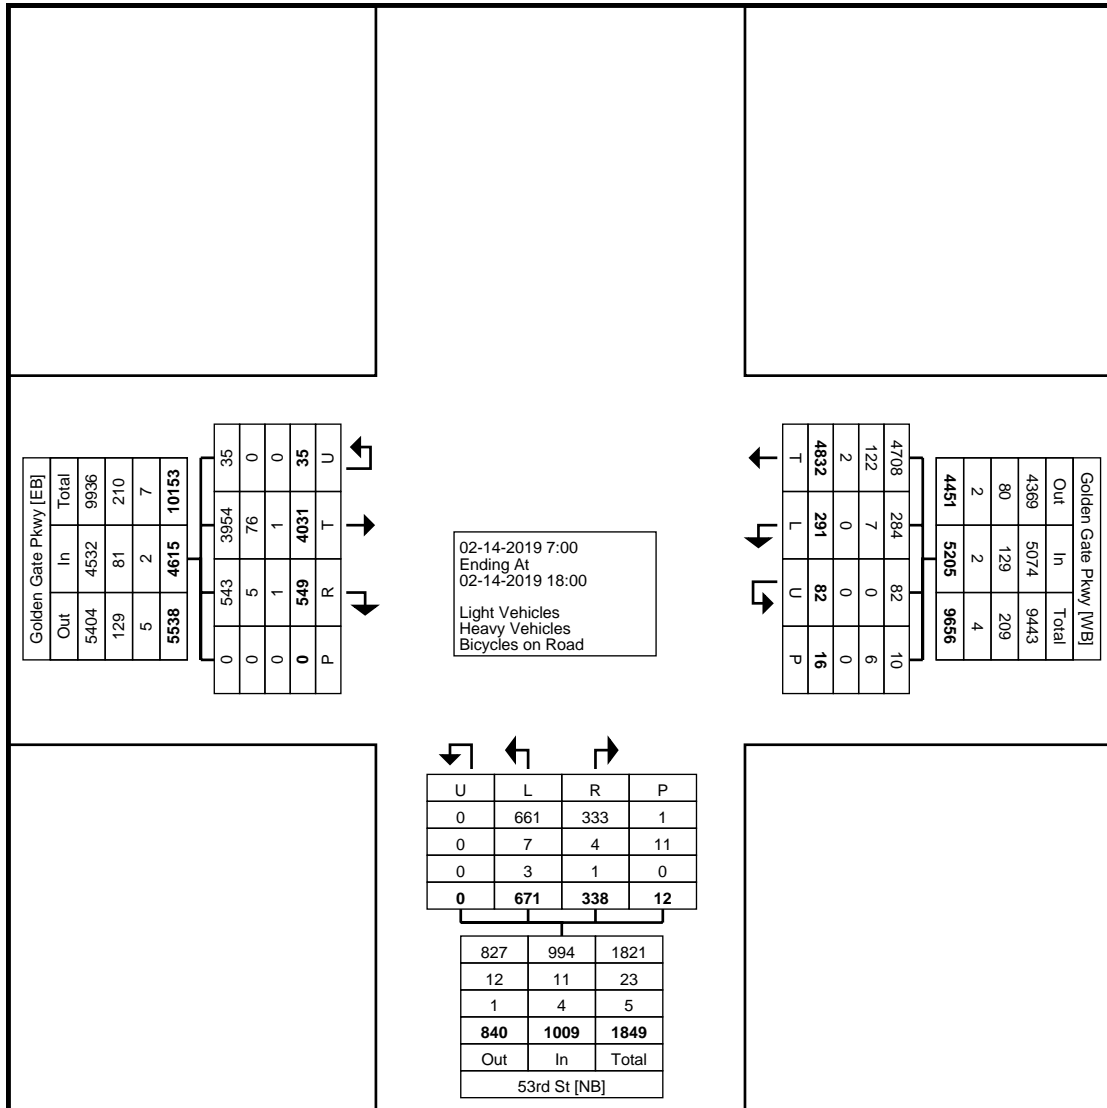 Golden Gate Pkwy [EB]
Total In Out
9936 4532 5404
210 81 129
7 2 5
10153 4615 5538
35 3954 543 0
0 76 5 0
0 1 1 0
35 4031 549 0
U T R P
02-14-2019 7:00
Ending At
02-14-2019 18:00
Light Vehicles
Heavy Vehicles
Bicycles on Road
Golden Gate Pkwy [WB]
Out In Total
4369 5074 9443
80 129 209
2 2 4
4451 5205 9656
4708 284 82 10
122 7 0 6
2 0 0 0
4832 291 82 16
T L U P
U L R P
0 661 333 1
0 7 4 11
0 3 1 0
0 671 338 12
827 994 1821
12 11 23
1 4 5
840 1009 1849
Out In Total
53rd St [NB]